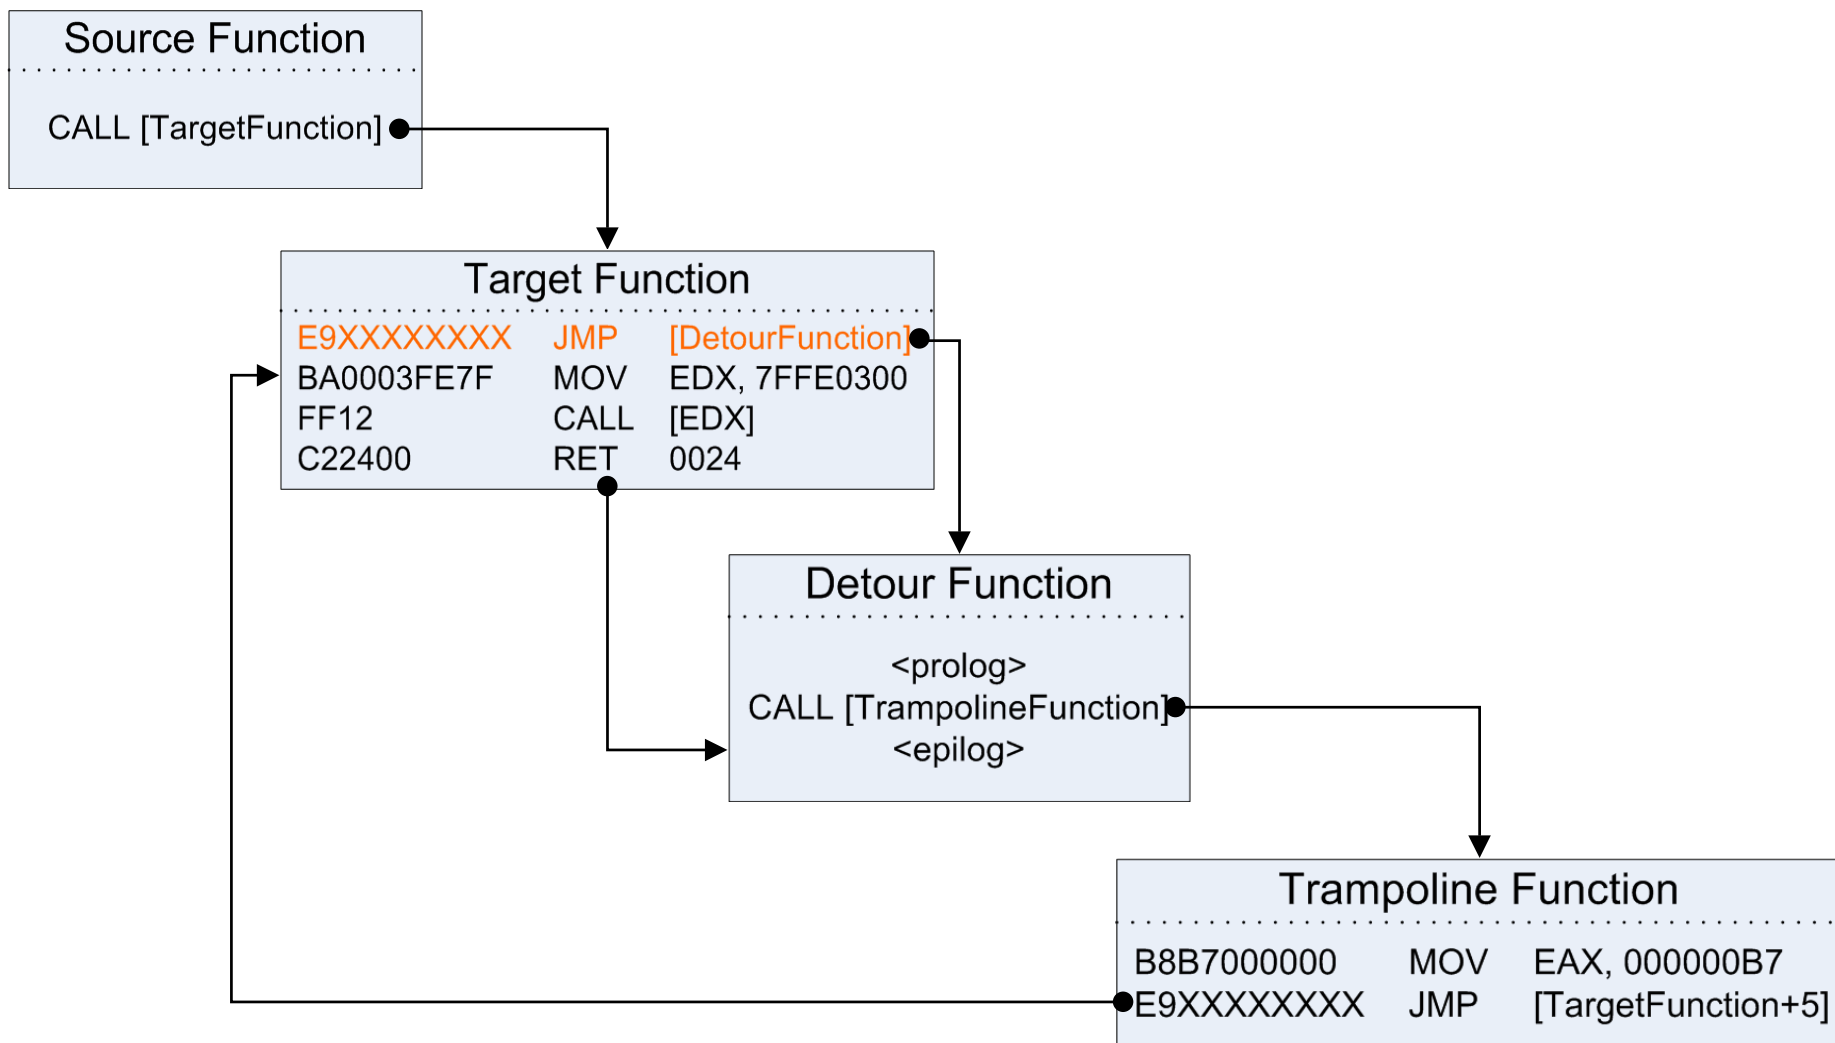 Source Function
CALL [TargetFunction]
Target Function
E9XXXXXXXX JMP [DetourFunction]
BA0003FE7F MOV EDX, 7FFE0300
FF12 CALL [EDX]
C22400 RET 0024
Detour Function
<prolog>
CALL [TrampolineFunction]
<epilog>
Trampoline Function
B8B7000000 MOV EAX, 000000B7
E9XXXXXXXX JMP [TargetFunction+5]